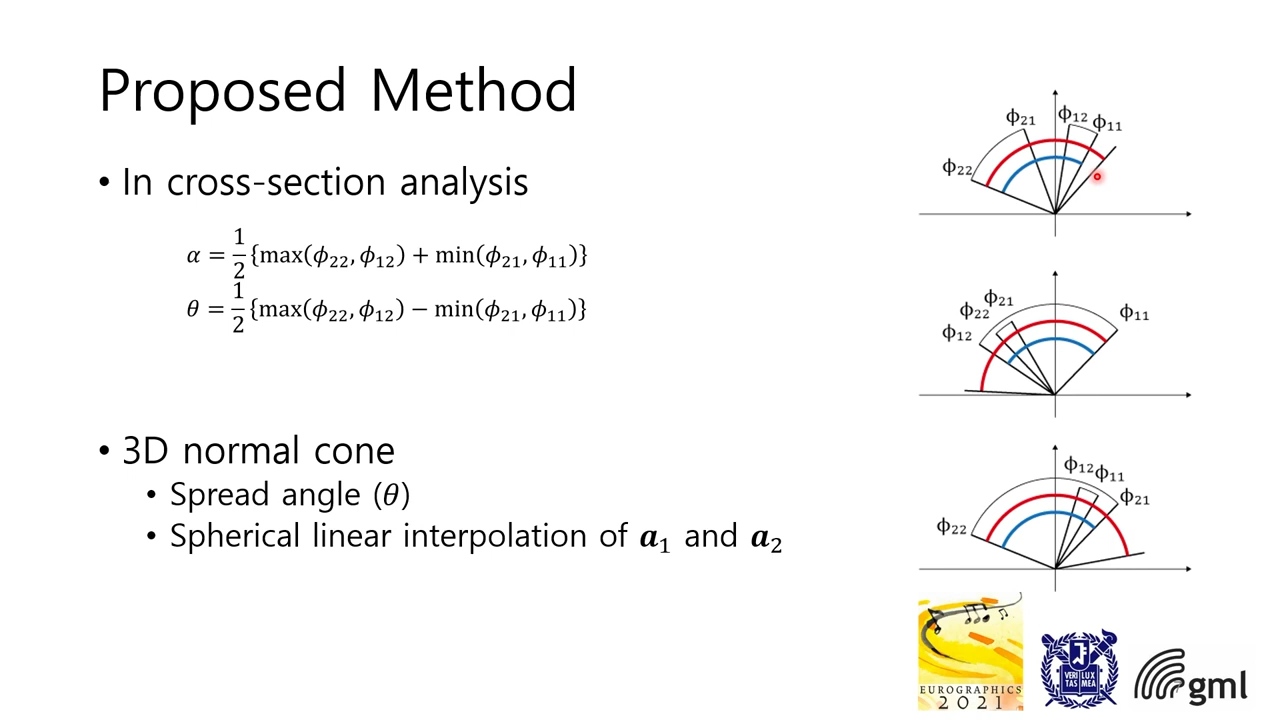 Proposed Method
• In cross-section analysis
α = 1/2 {max(ϕ₂₂, ϕ₁₂) + min(ϕ₂₁, ϕ₁₁)}
θ = 1/2 {max(ϕ₂₂, ϕ₁₂) − min(ϕ₂₁, ϕ₁₁)}
• 3D normal cone
• Spread angle (θ)
• Spherical linear interpolation of a₁ and a₂
ϕ₂₁ ϕ₁₂ ϕ₁₁
ϕ₂₂
ϕ₂₁
ϕ₂₂ ϕ₁₁
ϕ₁₂
ϕ₁₂ ϕ₁₁
ϕ₂₁
ϕ₂₂
EUROGRAPHICS
2021
VERI LUX
TAS MEA
gml